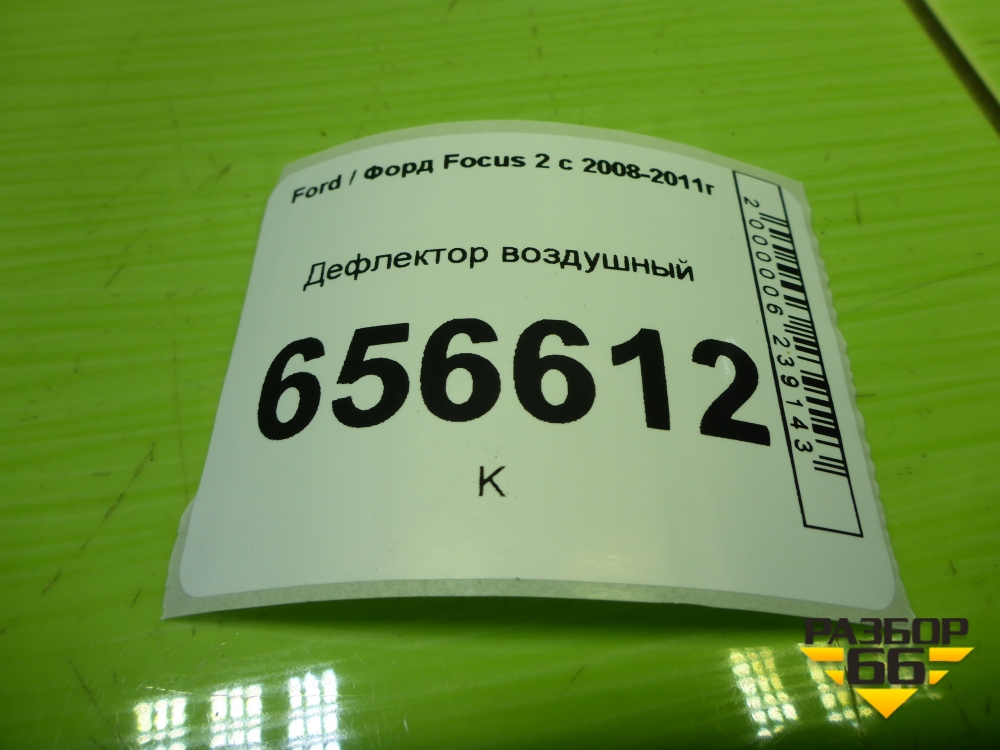 Ford / Форд Focus 2 с 2008-2011г
Дефлектор воздушный
656612
К
2000006239143
РАЗБОР
66